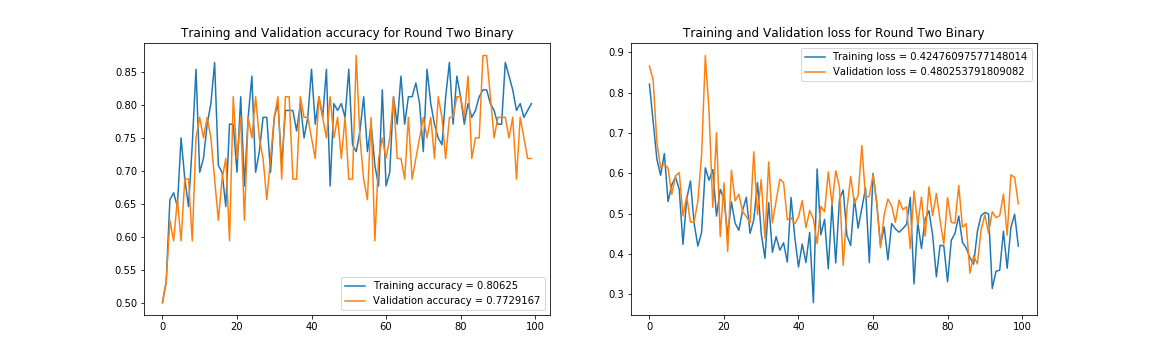 Training and Validation accuracy for Round Two Binary
0.85
0.80
0.75
0.70
0.65
0.60
0.55
0.50
Training accuracy = 0.80625
Validation accuracy = 0.7729167
0 20 40 60 80 100
Training and Validation loss for Round Two Binary
0.9
0.8
0.7
0.6
0.5
0.4
0.3
Training loss = 0.42476097577148014
Validation loss = 0.480253791809082
0 20 40 60 80 100